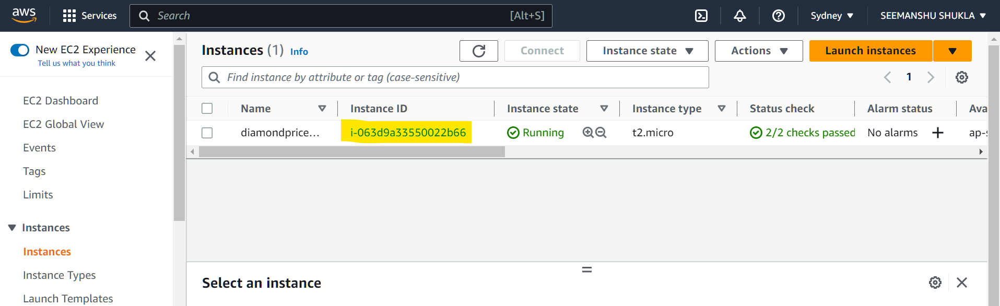 aws Services Search [Alt+S] Sydney SEEMANSHU SHUKLA
New EC2 Experience
Tell us what you think
EC2 Dashboard
EC2 Global View
Events
Tags
Limits
Instances
Instances
Instance Types
Launch Templates
Instances (1) Info Connect Instance state Actions Launch instances
Find instance by attribute or tag (case-sensitive) 1
Name Instance ID Instance state Instance type Status check Alarm status Ava
diamondprice... i-063d9a33550022b66 Running t2.micro 2/2 checks passed No alarms + ap-s
Select an instance